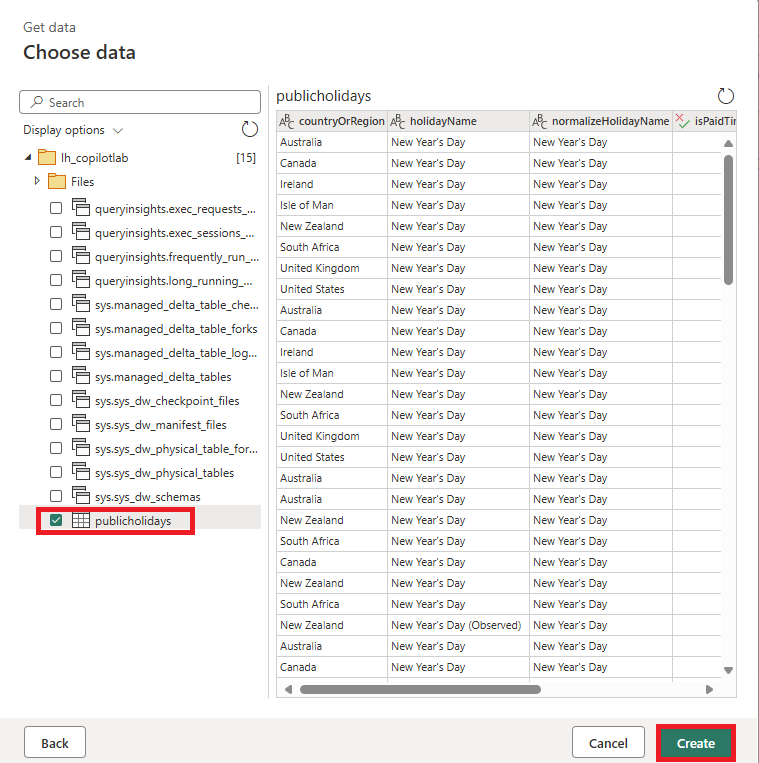 Get data
Choose data
Search
Display options
lh_copilotlab [15]
Files
queryinsights.exec_requests_...
queryinsights.exec_sessions_...
queryinsights.frequently_run_...
queryinsights.long_running_...
sys.managed_delta_table_che...
sys.managed_delta_table_forks
sys.managed_delta_table_log...
sys.managed_delta_tables
sys.sys_dw_checkpoint_files
sys.sys_dw_manifest_files
sys.sys_dw_physical_table_for...
sys.sys_dw_physical_tables
sys.sys_dw_schemas
publicholidays
publicholidays
ABC countryOrRegion ABC holidayName ABC normalizeHolidayName isPaidTim
Australia New Year's Day New Year's Day
Canada New Year's Day New Year's Day
Ireland New Year's Day New Year's Day
Isle of Man New Year's Day New Year's Day
New Zealand New Year's Day New Year's Day
South Africa New Year's Day New Year's Day
United Kingdom New Year's Day New Year's Day
United States New Year's Day New Year's Day
Australia New Year's Day New Year's Day
Canada New Year's Day New Year's Day
Ireland New Year's Day New Year's Day
Isle of Man New Year's Day New Year's Day
New Zealand New Year's Day New Year's Day
South Africa New Year's Day New Year's Day
United Kingdom New Year's Day New Year's Day
United States New Year's Day New Year's Day
Australia New Year's Day New Year's Day
Australia New Year's Day New Year's Day
New Zealand New Year's Day New Year's Day
South Africa New Year's Day New Year's Day
Canada New Year's Day New Year's Day
New Zealand New Year's Day New Year's Day
South Africa New Year's Day New Year's Day
New Zealand New Year's Day (Observed) New Year's Day
Australia New Year's Day New Year's Day
Canada New Year's Day New Year's Day
Back Cancel Create